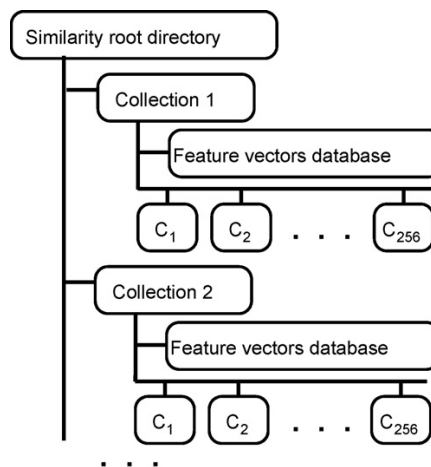 Similarity root directory
Collection 1
Feature vectors database
C1 C2 . . . C256
Collection 2
Feature vectors database
C1 C2 . . . C256
. . .